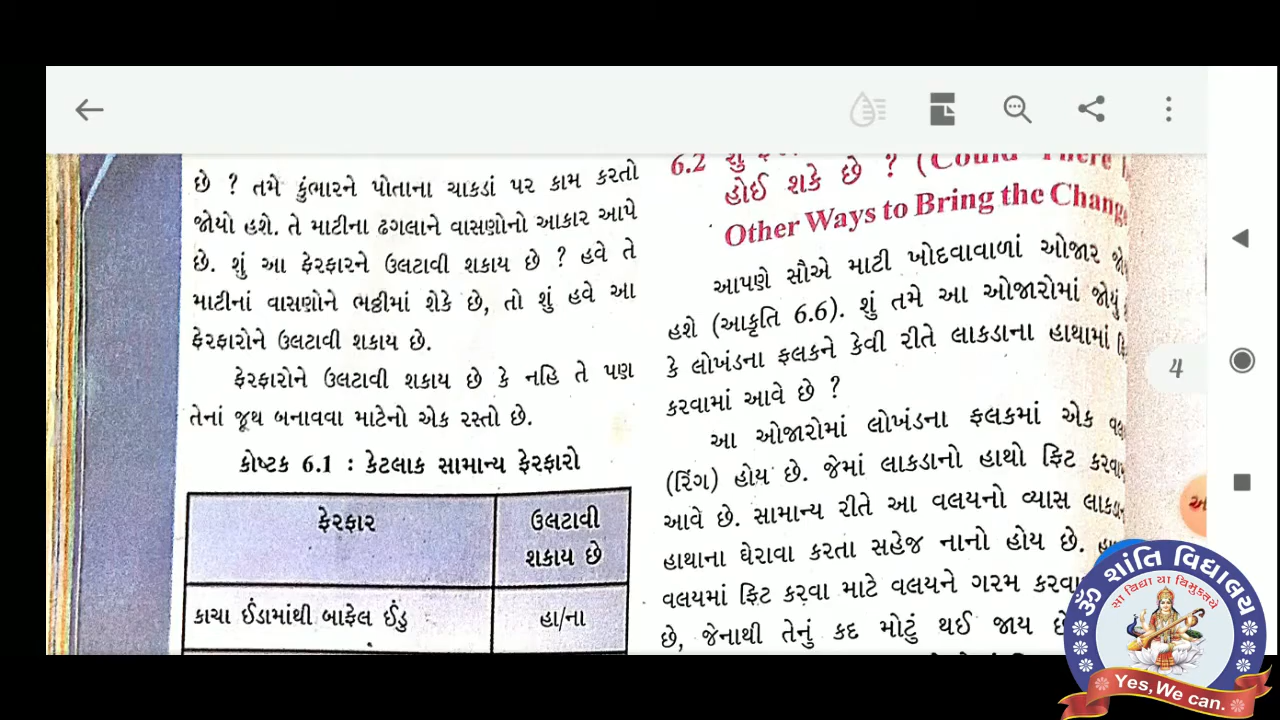 છે ? તમે કુંભારને પોતાના ચાકડાં પર કામ કરતો
જોયો હશે. તે માટીના ઢગલાને વાસણોનો આકાર આપે
છે. શું આ ફેરફારને ઉલટાવી શકાય છે ? હવે તે
માટીનાં વાસણોને ભઠ્ઠીમાં શેકે છે, તો શું હવે આ
ફેરફારોને ઉલટાવી શકાય છે.
ફેરફારોને ઉલટાવી શકાય છે કે નહિ તે પણ
તેનાં જૂથ બનાવવા માટેનો એક રસ્તો છે.
કોષ્ટક 6.1 : કેટલાક સામાન્ય ફેરફારો
ફેરફાર
ઉલટાવી
શકાય છે
કાચા ઈંડામાંથી બાફેલ ઈંડુ
હા/ના
6.2 શું
હોઈ શકે છે ? (Could There
Other Ways to Bring the Chang
આપણે સૌએ માટી ખોદવાવાળાં ઓજાર
હશે (આકૃતિ 6.6). શું તમે આ ઓજારોમાં જોયું
કે લોખંડના ફલકને કેવી રીતે લાકડાના હાથામાં
કરવામાં આવે છે ?
આ ઓજારોમાં લોખંડના ફલકમાં એક
(રિંગ) હોય છે. જેમાં લાકડાનો હાથો ફિટ
આવે છે. સામાન્ય રીતે આ વલયનો વ્યાસ
હાથાના ઘેરાવા કરતા સહેજ નાનો હોય છે.
વલયમાં ફિટ કરવા માટે વલયને ગરમ
છે, જેનાથી તેનું કદ મોટું થઈ જાય
4
ૐ શાંતિ વિદ્યાલય
સા વિદ્યા યા વિમુક્તયે
Yes, We can.